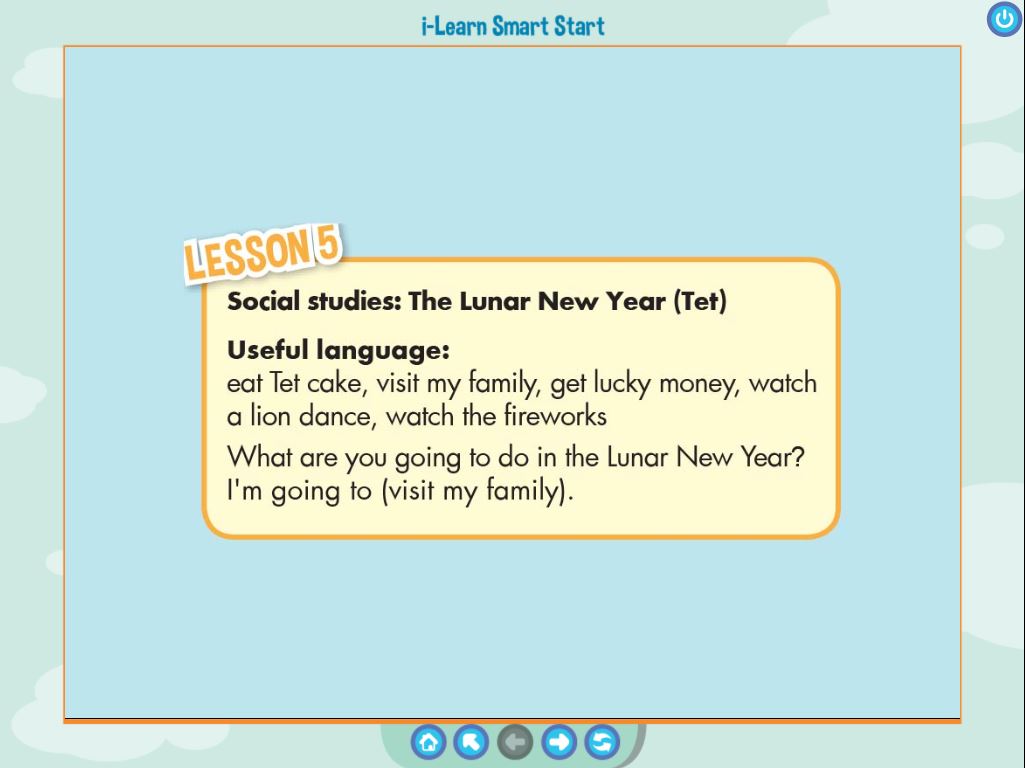 i-Learn Smart Start
LESSON 5
Social studies: The Lunar New Year (Tet)
Useful language:
eat Tet cake, visit my family, get lucky money, watch
a lion dance, watch the fireworks
What are you going to do in the Lunar New Year?
I'm going to (visit my family).